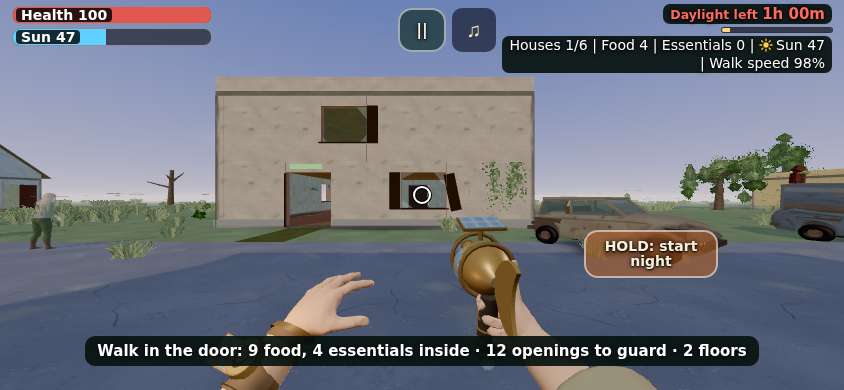 Health 100
Sun 47
Daylight left 1h 00m
Houses 1/6 | Food 4 | Essentials 0 | ☀ Sun 47
| Walk speed 98%
HOLD: start
night
Walk in the door: 9 food, 4 essentials inside · 12 openings to guard · 2 floors